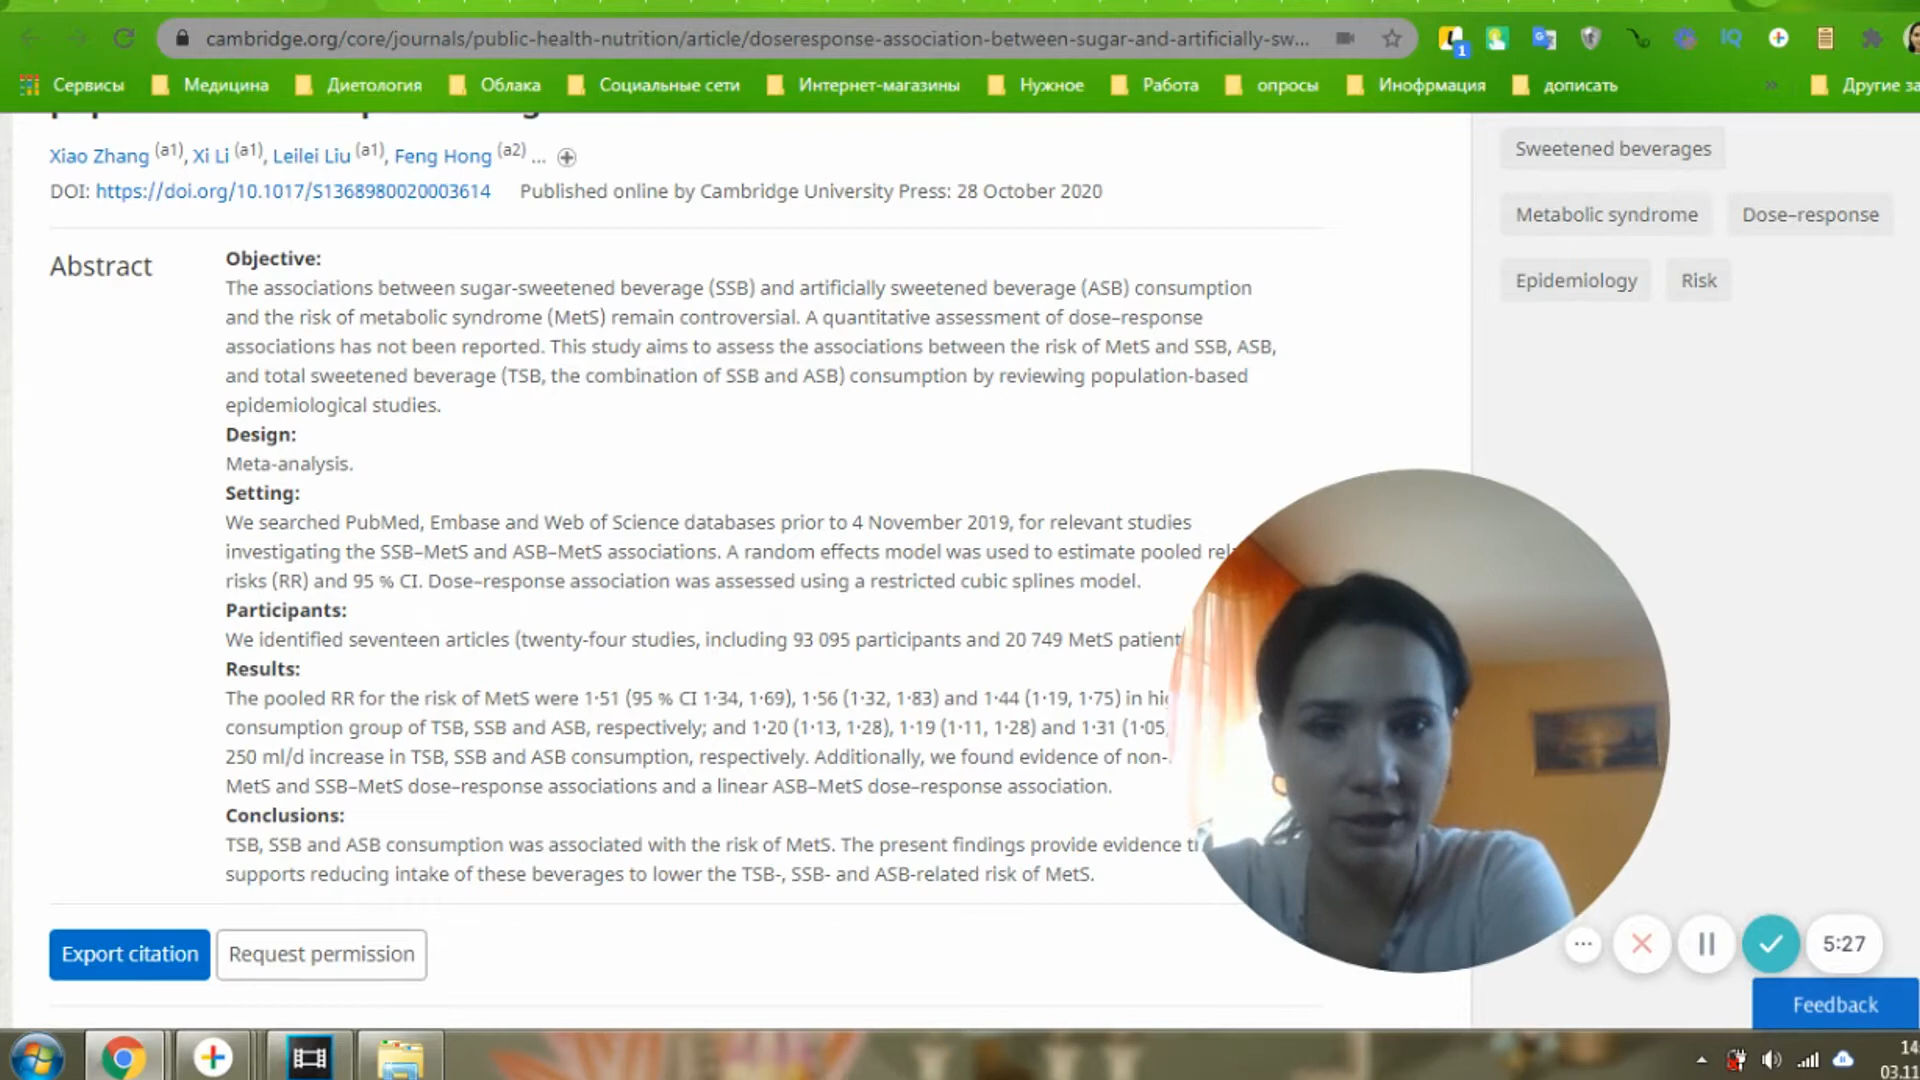 cambridge.org/core/journals/public-health-nutrition/article/doseresponse-association-between-sugar-and-artificially-sw...
1
IQ
Сервисы Медицина Диетология Облака Социальные сети Интернет-магазины Нужное Работа опросы Инофрмация дописать » Другие за
Xiao Zhang (a1), Xi Li (a1), Leilei Liu (a1), Feng Hong (a2) ...
DOI: https://doi.org/10.1017/S1368980020003614 Published online by Cambridge University Press: 28 October 2020
Sweetened beverages
Metabolic syndrome Dose–response
Epidemiology Risk
Abstract
Objective:
The associations between sugar-sweetened beverage (SSB) and artificially sweetened beverage (ASB) consumption
and the risk of metabolic syndrome (MetS) remain controversial. A quantitative assessment of dose–response
associations has not been reported. This study aims to assess the associations between the risk of MetS and SSB, ASB,
and total sweetened beverage (TSB, the combination of SSB and ASB) consumption by reviewing population-based
epidemiological studies.
Design:
Meta-analysis.
Setting:
We searched PubMed, Embase and Web of Science databases prior to 4 November 2019, for relevant studies
investigating the SSB–MetS and ASB–MetS associations. A random effects model was used to estimate pooled rel
risks (RR) and 95 % CI. Dose–response association was assessed using a restricted cubic splines model.
Participants:
We identified seventeen articles (twenty-four studies, including 93 095 participants and 20 749 MetS patient
Results:
The pooled RR for the risk of MetS were 1·51 (95 % CI 1·34, 1·69), 1·56 (1·32, 1·83) and 1·44 (1·19, 1·75) in hi
consumption group of TSB, SSB and ASB, respectively; and 1·20 (1·13, 1·28), 1·19 (1·11, 1·28) and 1·31 (1·05,
250 ml/d increase in TSB, SSB and ASB consumption, respectively. Additionally, we found evidence of non-
MetS and SSB–MetS dose–response associations and a linear ASB–MetS dose–response association.
Conclusions:
TSB, SSB and ASB consumption was associated with the risk of MetS. The present findings provide evidence t
supports reducing intake of these beverages to lower the TSB-, SSB- and ASB-related risk of MetS.
Export citation Request permission
5:27
Feedback
14
03.11